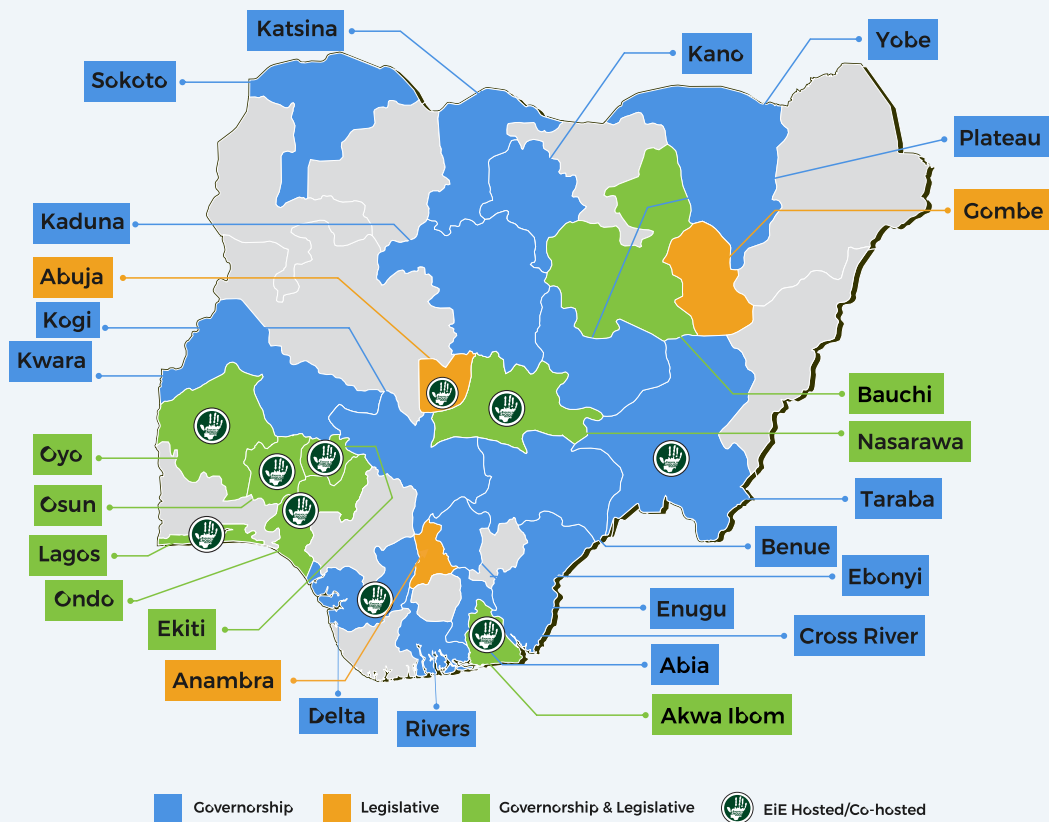 Katsina
Yobe
Kano
Sokoto
Plateau
Gombe
Kaduna
Abuja
Kogi
Kwara
Bauchi
Nasarawa
Oyo
Osun
Taraba
Lagos
Benue
Ebonyi
Ondo
Enugu
Ekiti
Cross River
Abia
Anambra
Delta
Akwa Ibom
Rivers
Governorship
Legislative
Governorship & Legislative
EiE Hosted/Co-hosted